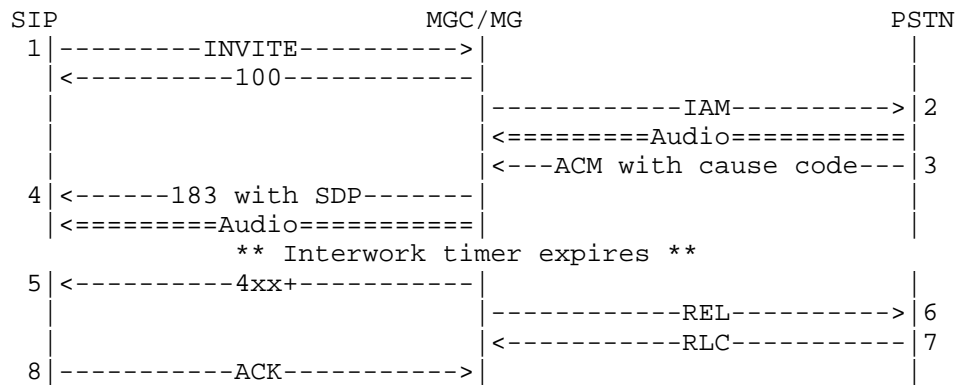 SIP                       MGC/MG                       PSTN
 1|---------INVITE---------->|                          |
  |<----------100------------|                          |
  |                          |------------IAM---------->|2
  |                          |<=========Audio===========|
  |                          |<---ACM with cause code---|3
 4|<------183 with SDP-------|                          |
  |<=========Audio===========|                          |
             ** Interwork timer expires **
 5|<----------4xx+-----------|                          |
  |                          |------------REL---------->|6
  |                          |<-----------RLC-----------|7
 8|-----------ACK----------->|                          |